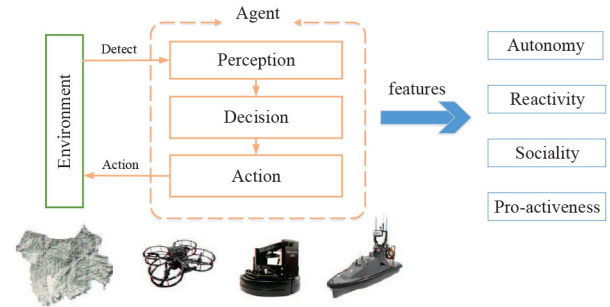 Agent
Environment
Detect
Perception
Decision
Action
Action
features
Autonomy
Reactivity
Sociality
Pro-activeness